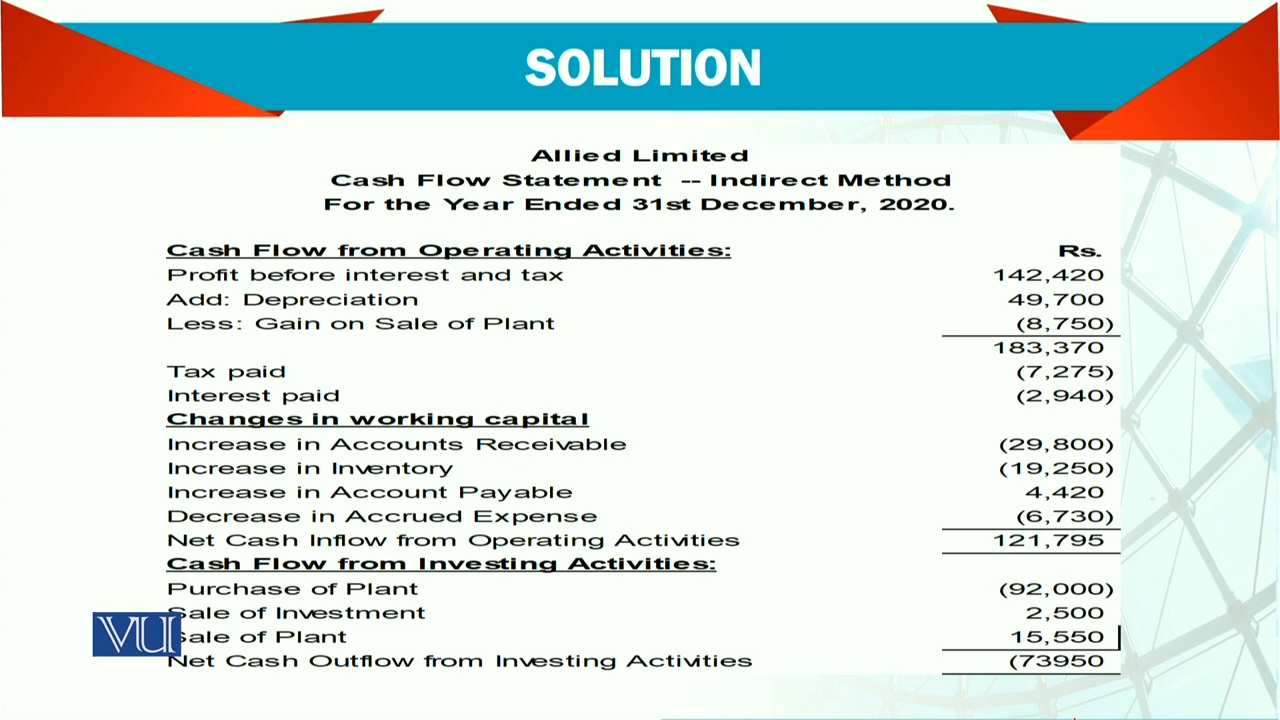 SOLUTION
Allied Limited
Cash Flow Statement -- Indirect Method
For the Year Ended 31st December, 2020.
Cash Flow from Operating Activities: Rs.
Profit before interest and tax 142,420
Add: Depreciation 49,700
Less: Gain on Sale of Plant (8,750)
183,370
Tax paid (7,275)
Interest paid (2,940)
Changes in working capital
Increase in Accounts Receivable (29,800)
Increase in Inventory (19,250)
Increase in Account Payable 4,420
Decrease in Accrued Expense (6,730)
Net Cash Inflow from Operating Activities 121,795
Cash Flow from Investing Activities:
Purchase of Plant (92,000)
Sale of Investment 2,500
VU Sale of Plant 15,550
Net Cash Outflow from Investing Activities (73950